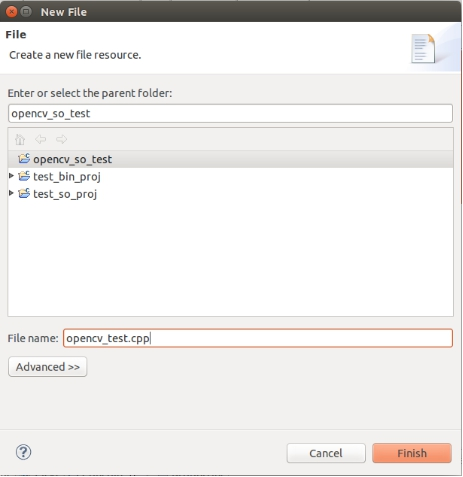 New File
File
Create a new file resource.
Enter or select the parent folder:
opencv_so_test
opencv_so_test
test_bin_proj
test_so_proj
File name: opencv_test.cpp
Advanced >>
Cancel Finish